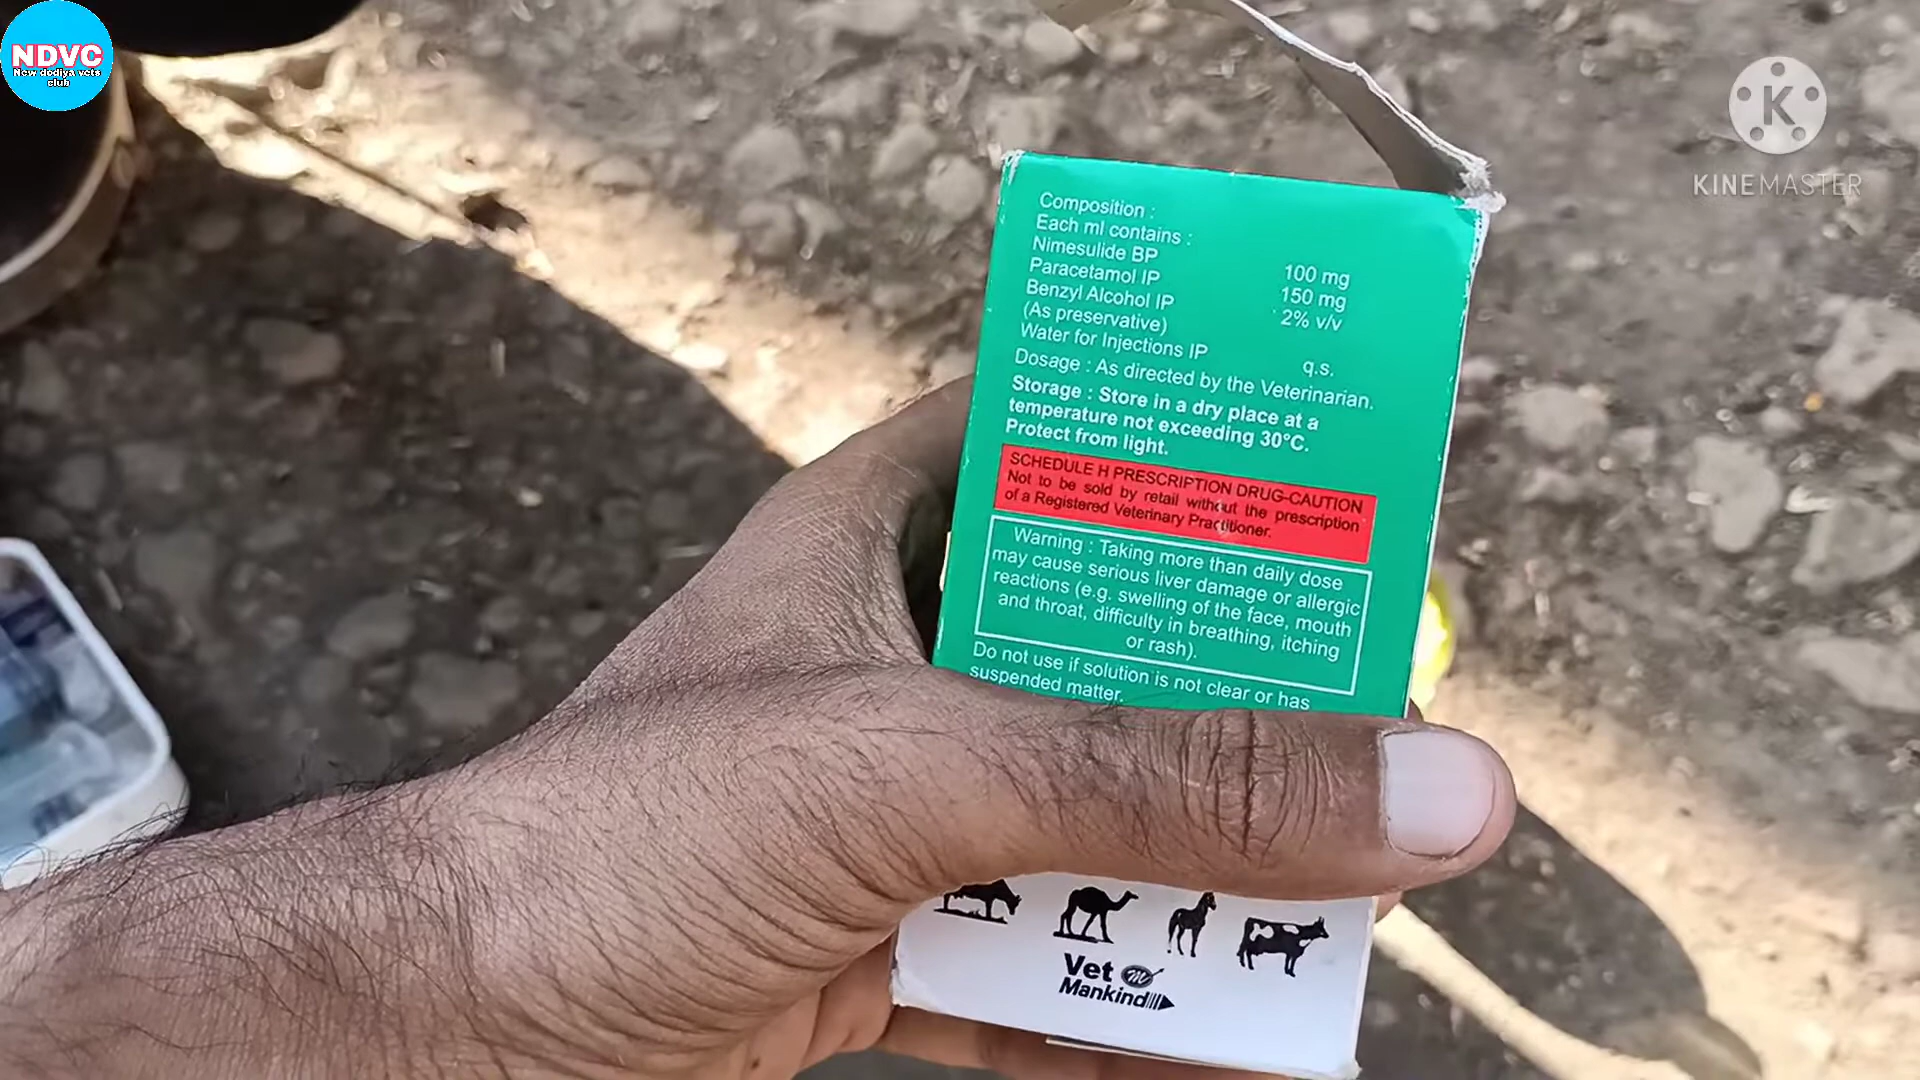 NDVC
New dodiya vets
club
K
KINEMASTER
Composition :
Each ml contains :
Nimesulide BP 100 mg
Paracetamol IP 150 mg
Benzyl Alcohol IP 2% v/v
(As preservative)
Water for Injections IP q.s.
Dosage : As directed by the Veterinarian.
Storage : Store in a dry place at a
temperature not exceeding 30°C.
Protect from light.
SCHEDULE H PRESCRIPTION DRUG-CAUTION
Not to be sold by retail without the prescription
of a Registered Veterinary Practitioner.
Warning : Taking more than daily dose
may cause serious liver damage or allergic
reactions (e.g. swelling of the face, mouth
and throat, difficulty in breathing, itching
or rash).
Do not use if solution is not clear or has
suspended matter.
Vet
Mankind